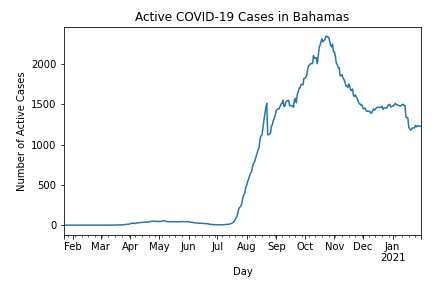 Active COVID-19 Cases in Bahamas
Number of Active Cases
2000
1500
1000
500
0
Feb Mar Apr May Jun Jul Aug Sep Oct Nov Dec Jan
2021
Day